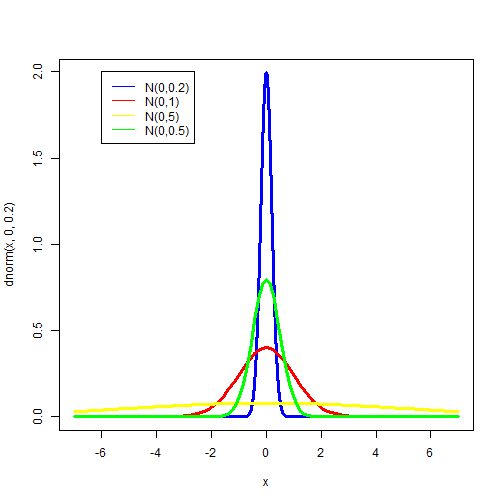 N(0,0.2)
N(0,1)
N(0,5)
N(0,0.5)
dnorm(x, 0, 0.2)
2.0
1.5
1.0
0.5
0.0
-6 -4 -2 0 2 4 6
x